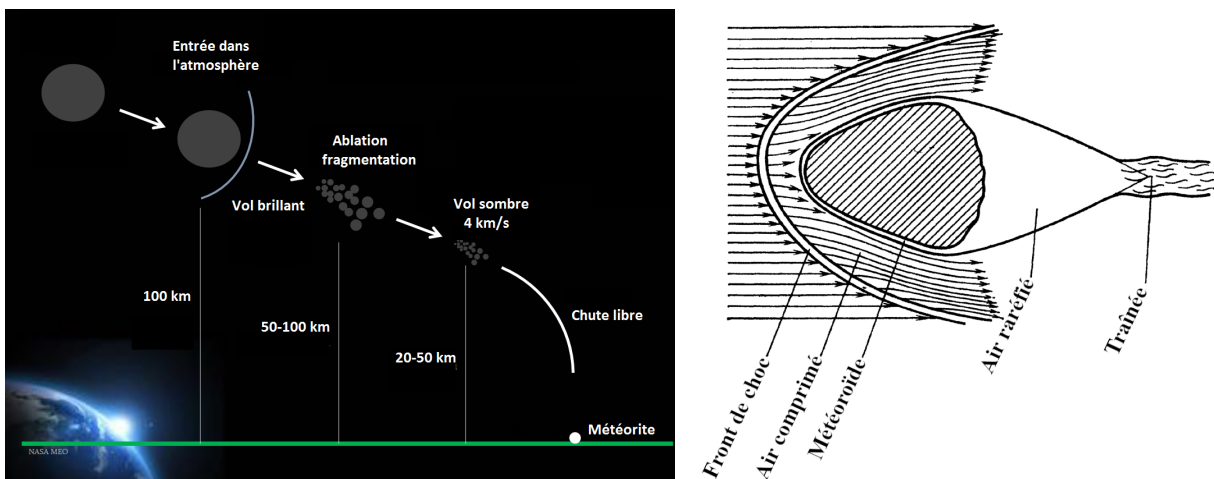 Entrée dans
l'atmosphère
Ablation
fragmentation
Vol brillant
Vol sombre
4 km/s
100 km
50-100 km
20-50 km
Chute libre
Météorite
NASA MEO
Front de choc
Air comprimé
Météoroïde
Air raréfié
Traînée